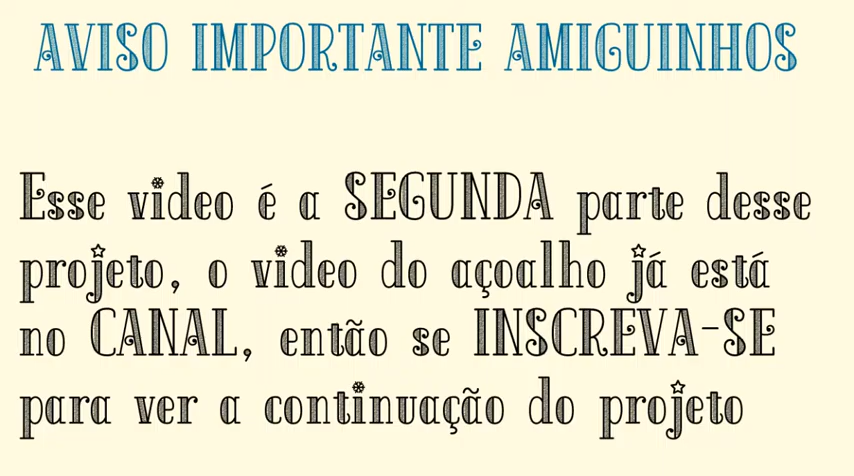 AVISO IMPORTANTE AMIGUINHOS
Esse video é a SEGUNDA parte desse
projeto, o video do açoalho já está
no CANAL, então se INSCREVA-SE
para ver a continuação do projeto